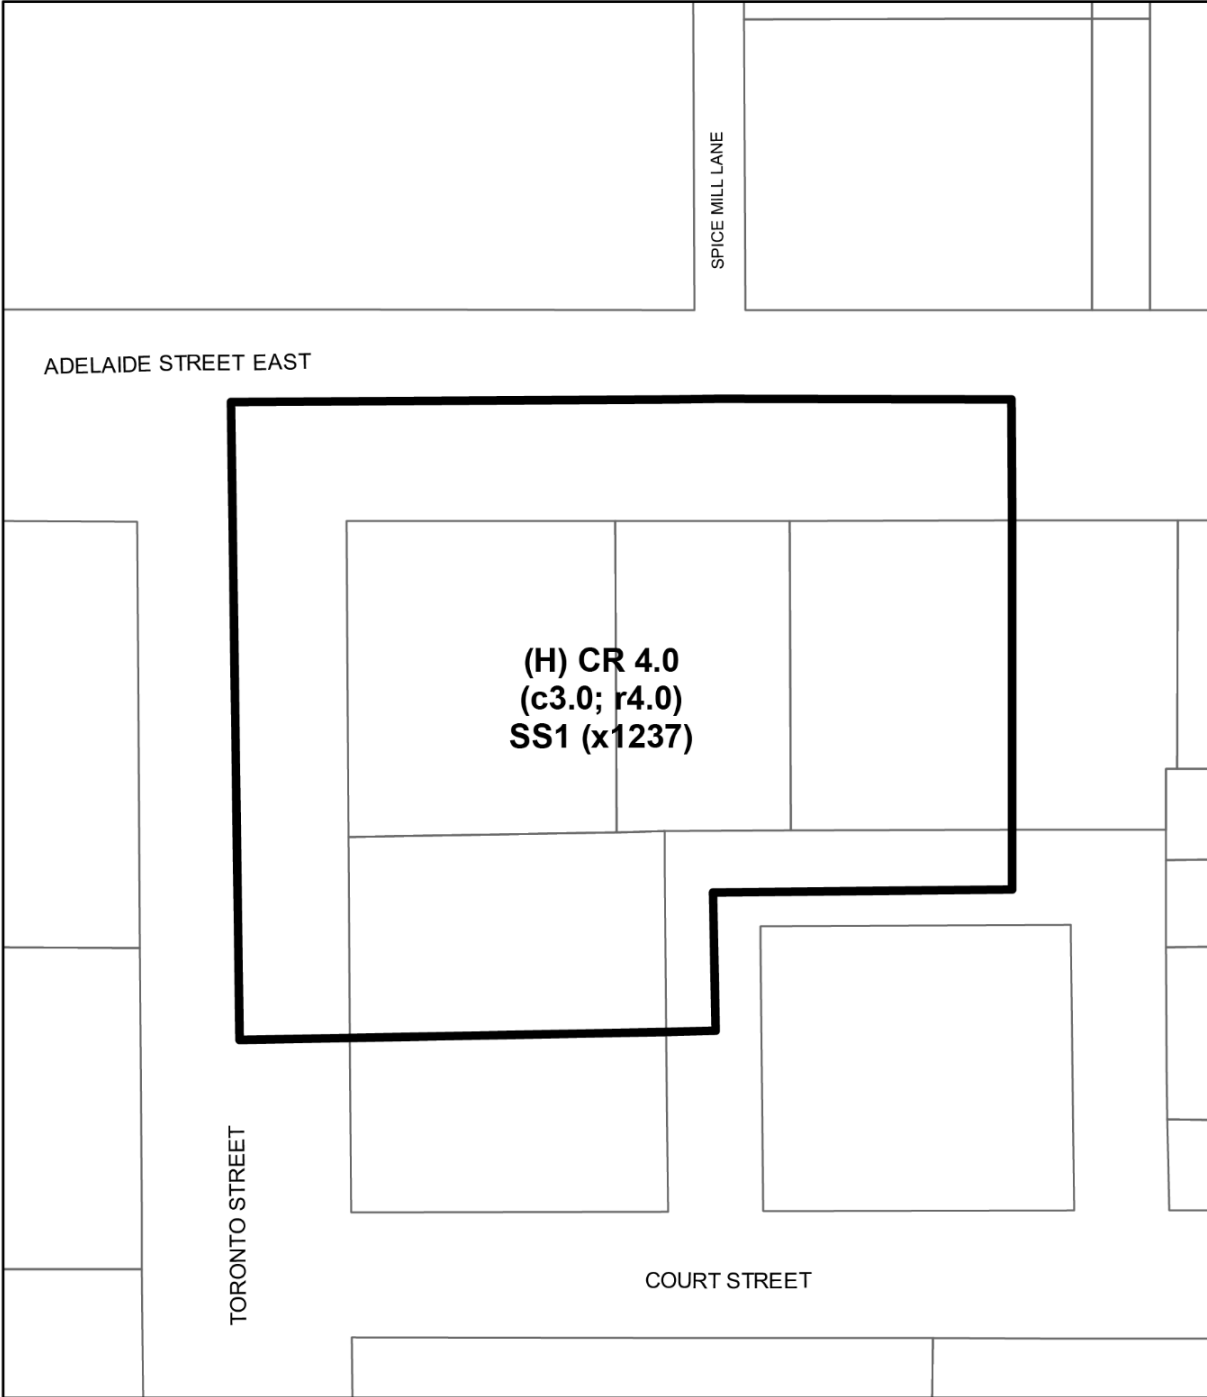 SPICE MILL LANE
ADELAIDE STREET EAST
(H) CR 4.0
(c3.0; r4.0)
SS1 (x1237)
TORONTO STREET
COURT STREET